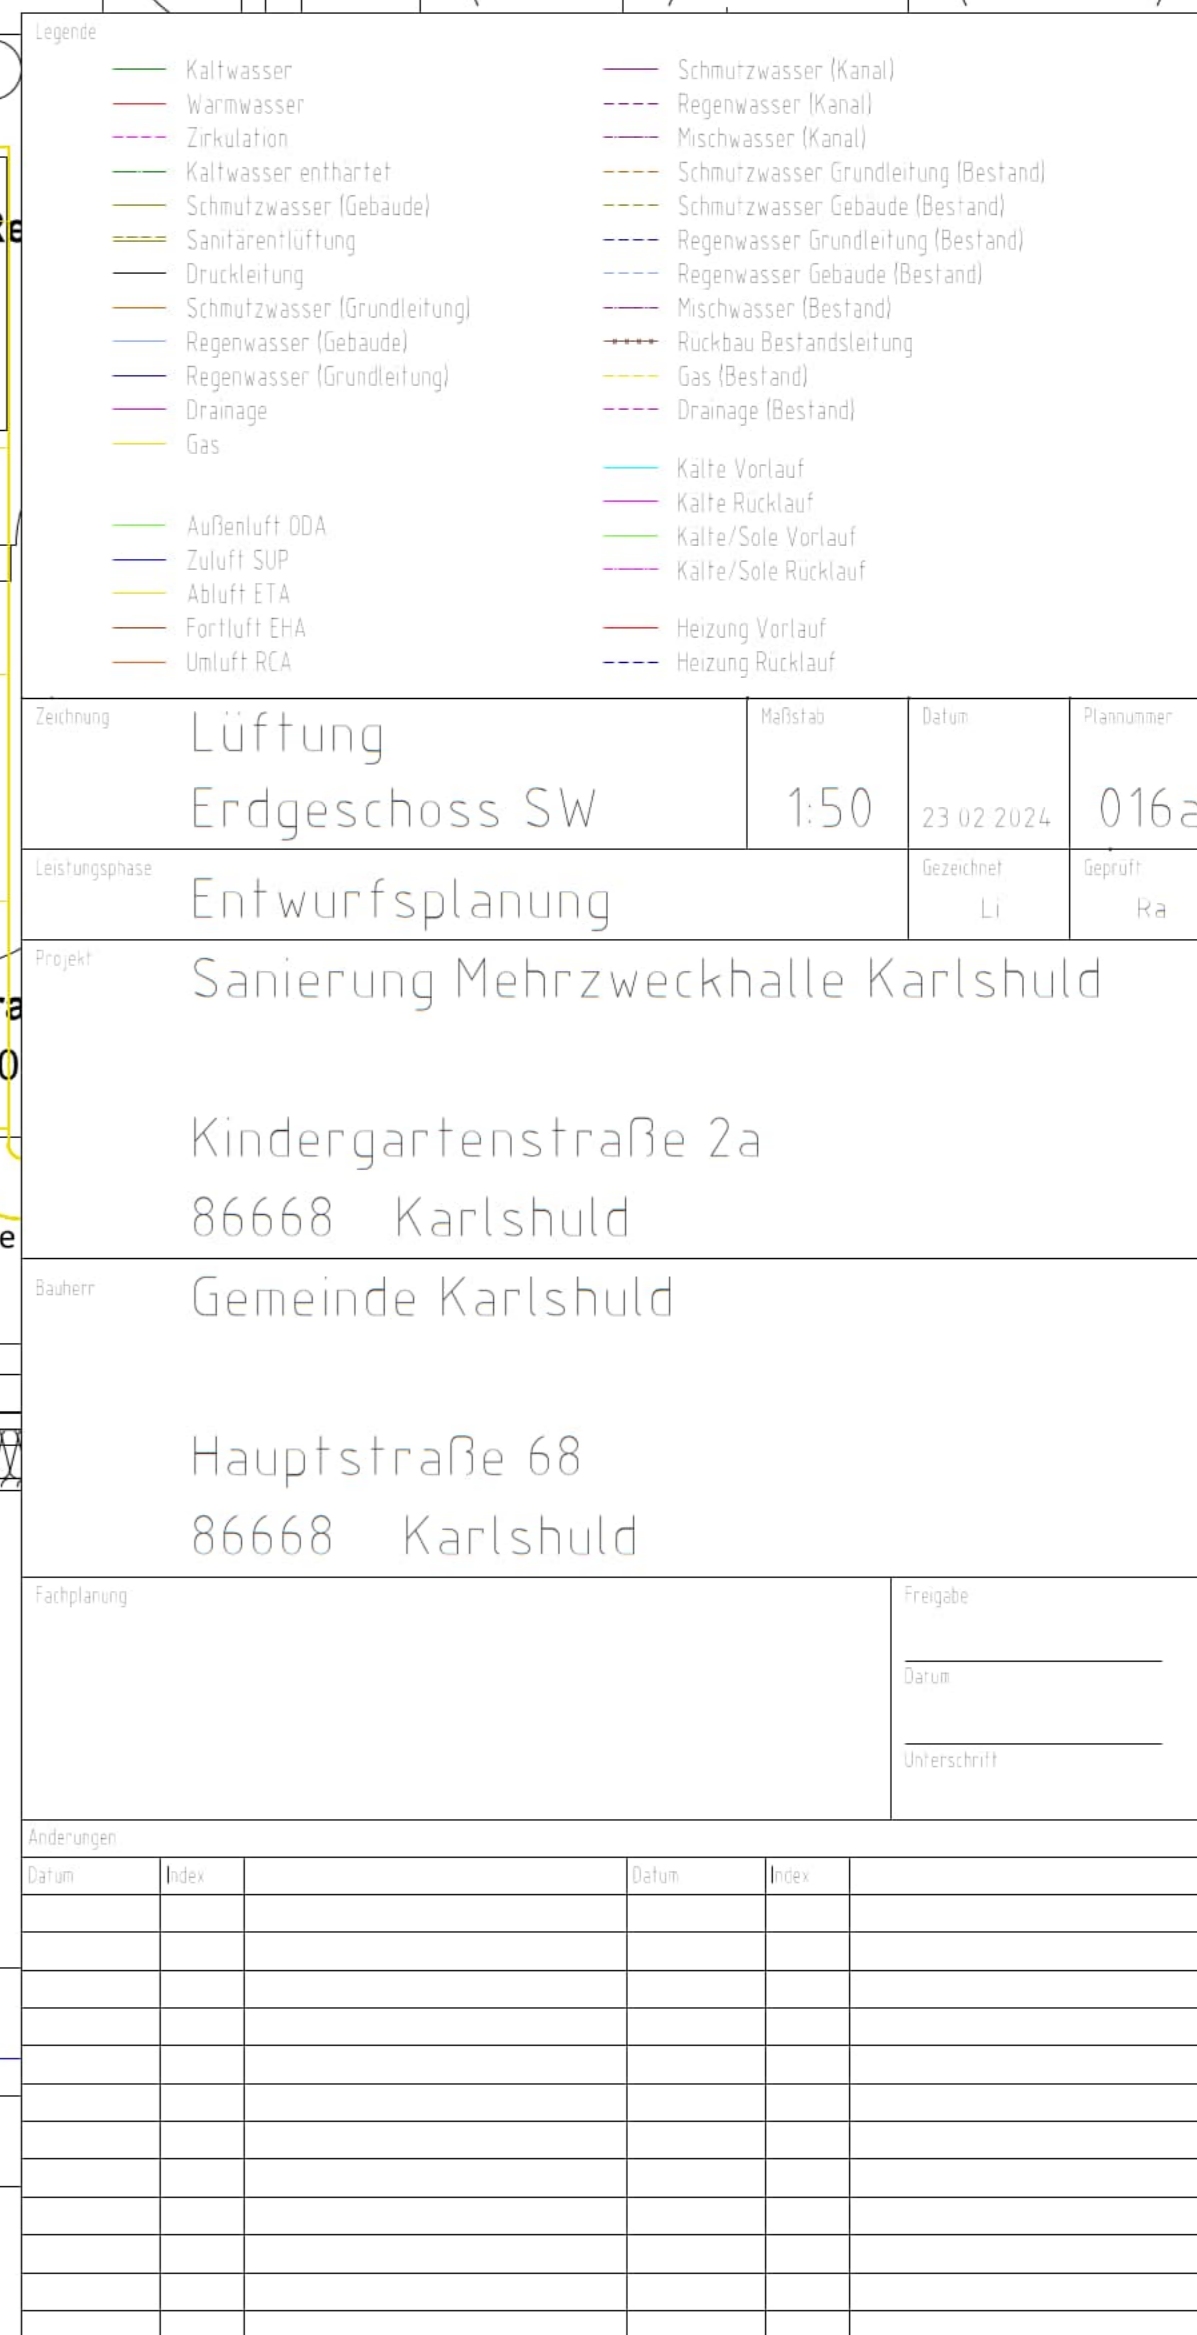 Legende
Kaltwasser
Warmwasser
Zirkulation
Kaltwasser enthärtet
Schmutzwasser (Gebäude)
Sanitärentlüftung
Druckleitung
Schmutzwasser (Grundleitung)
Regenwasser (Gebäude)
Regenwasser (Grundleitung)
Drainage
Gas
Außenluft ODA
Zuluft SUP
Abluft ETA
Fortluft EHA
Umluft RCA
Schmutzwasser (Kanal)
Regenwasser (Kanal)
Mischwasser (Kanal)
Schmutzwasser Grundleitung (Bestand)
Schmutzwasser Gebäude (Bestand)
Regenwasser Grundleitung (Bestand)
Regenwasser Gebäude (Bestand)
Mischwasser (Bestand)
Rückbau Bestandsleitung
Gas (Bestand)
Drainage (Bestand)
Kälte Vorlauf
Kälte Rücklauf
Kälte/Sole Vorlauf
Kälte/Sole Rücklauf
Heizung Vorlauf
Heizung Rücklauf
Zeichnung
Lüftung
Erdgeschoss SW
Maßstab
1:50
Datum
23.02.2024
Plannummer
016a
Leistungsphase
Entwurfsplanung
Gezeichnet
Li
Geprüft
Ra
Projekt
Sanierung Mehrzweckhalle Karlshuld
Kindergartenstraße 2a
86668 Karlshuld
Bauherr
Gemeinde Karlshuld
Hauptstraße 68
86668 Karlshuld
Fachplanung
Freigabe
Datum
Unterschrift
Änderungen
Datum Index Datum Index